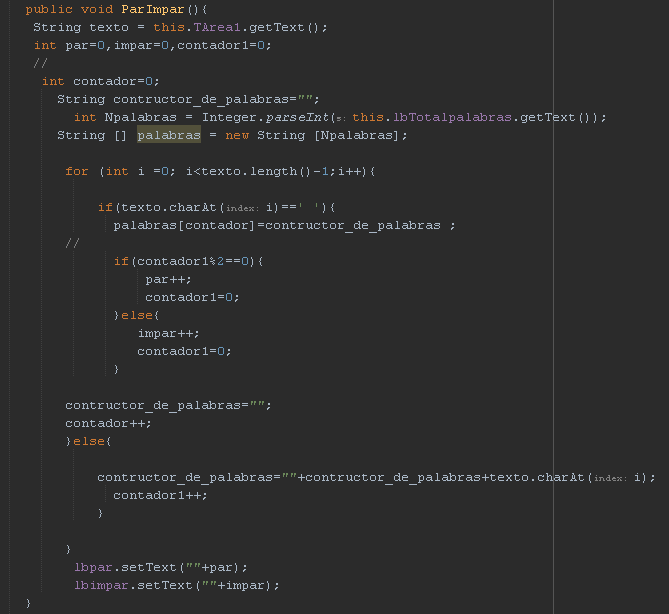 public void ParImpar(){
String texto = this.TArea1.getText();
int par=0,impar=0,contador1=0;
//
int contador=0;
String contructor_de_palabras="";
int Npalabras = Integer.parseInt( s: this.lbTotalpalabras.getText());
String [] palabras = new String [Npalabras];
for (int i =0; i<texto.length()-1;i++){
if(texto.charAt( index: i)==' '){
palabras[contador]=contructor_de_palabras ;
//
if(contador1%2==0){
par++;
contador1=0;
}else{
impar++;
contador1=0;
}
contructor_de_palabras="";
contador++;
}else{
contructor_de_palabras=""+contructor_de_palabras+texto.charAt( index: i);
contador1++;
}
}
lbpar.setText(""+par);
lbimpar.setText(""+impar);
}